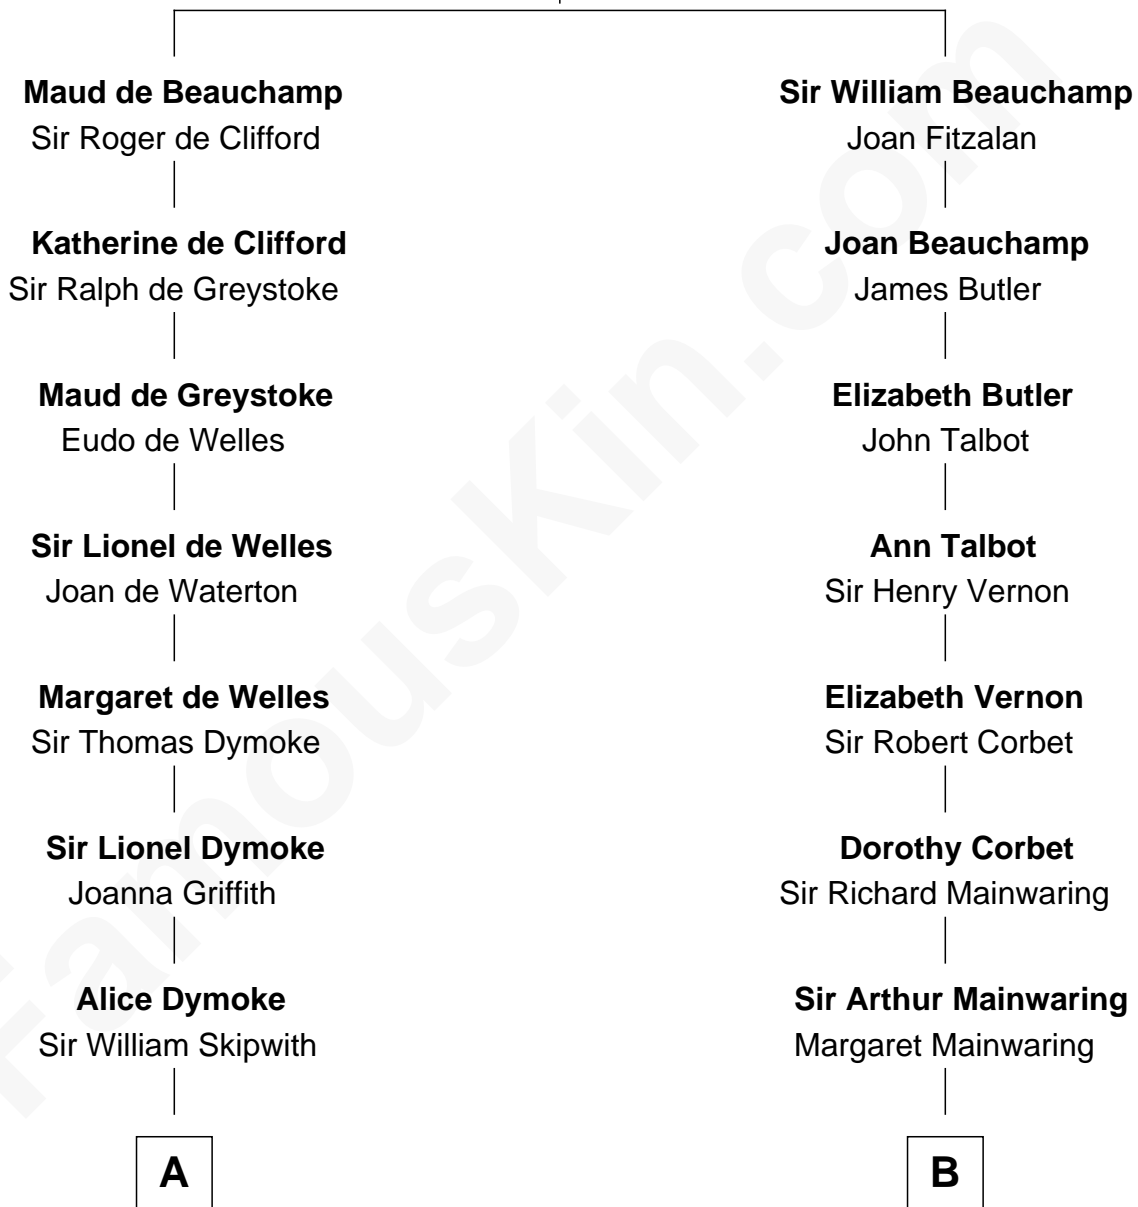 Maud de Beauchamp
Sir Roger de Clifford
Katherine de Clifford
Sir Ralph de Greystoke
Maud de Greystoke
Eudo de Welles
Sir Lionel de Welles
Joan de Waterton
Margaret de Welles
Sir Thomas Dymoke
Sir Lionel Dymoke
Joanna Griffith
Alice Dymoke
Sir William Skipwith
A
Sir William Beauchamp
Joan Fitzalan
Joan Beauchamp
James Butler
Elizabeth Butler
John Talbot
Ann Talbot
Sir Henry Vernon
Elizabeth Vernon
Sir Robert Corbet
Dorothy Corbet
Sir Richard Mainwaring
Sir Arthur Mainwaring
Margaret Mainwaring
B
FamousKin.com